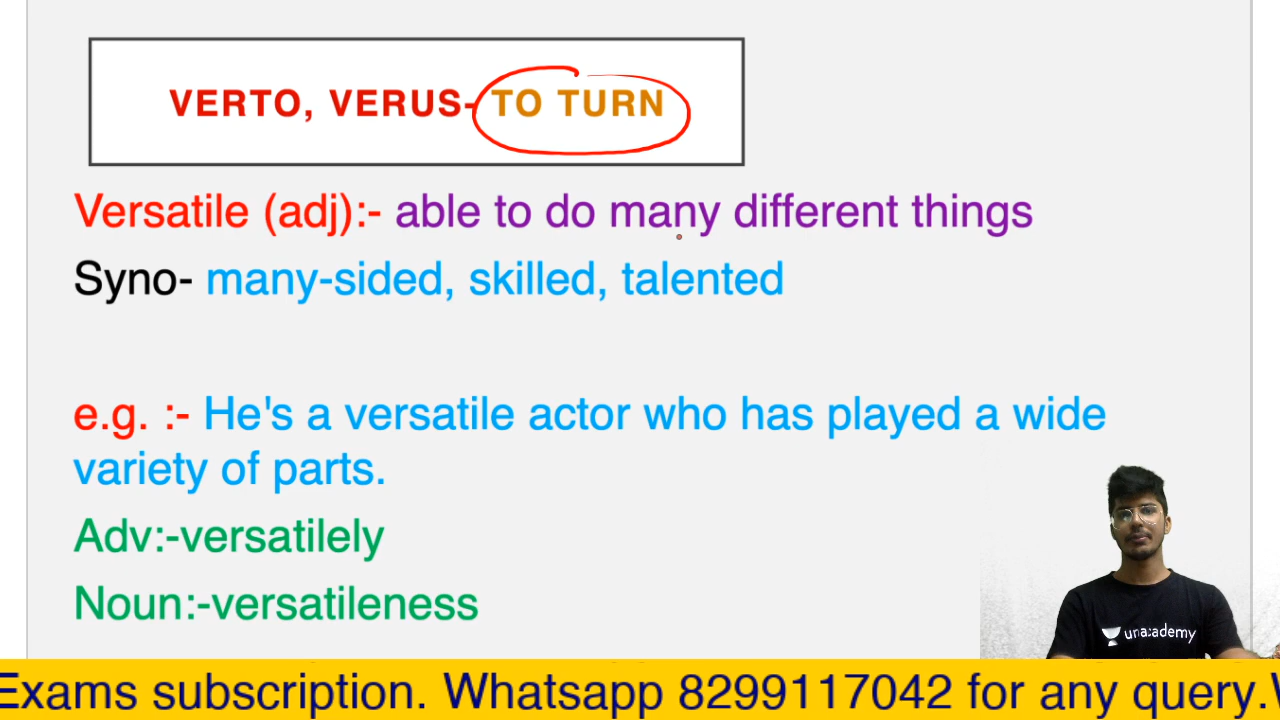 VERTO, VERUS- TO TURN
Versatile (adj):- able to do many different things
Syno- many-sided, skilled, talented
e.g. :- He's a versatile actor who has played a wide
variety of parts.
Adv:-versatilely
Noun:-versatileness
unacademy
Exams subscription. Whatsapp 8299117042 for any query.